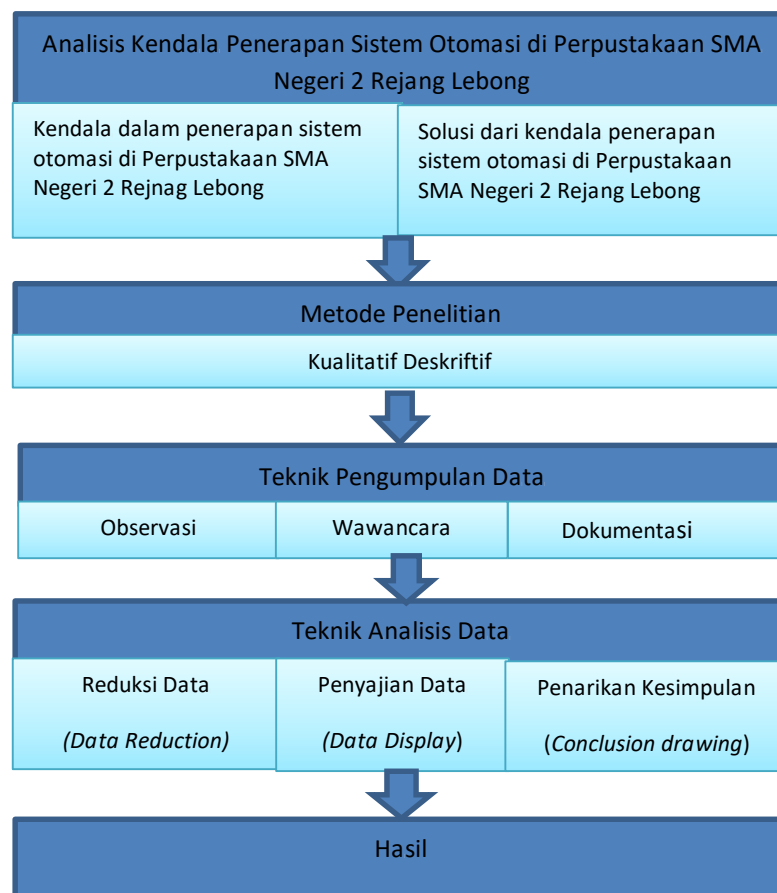 Analisis Kendala Penerapan Sistem Otomasi di Perpustakaan SMA
Negeri 2 Rejang Lebong
Kendala dalam penerapan sistem
otomasi di Perpustakaan SMA
Negeri 2 Rejnag Lebong
Solusi dari kendala penerapan
sistem otomasi di Perpustakaan
SMA Negeri 2 Rejang Lebong
Metode Penelitian
Kualitatif Deskriftif
Teknik Pengumpulan Data
Observasi
Wawancara
Dokumentasi
Teknik Analisis Data
Reduksi Data
(Data Reduction)
Penyajian Data
(Data Display)
Penarikan Kesimpulan
(Conclusion drawing)
Hasil